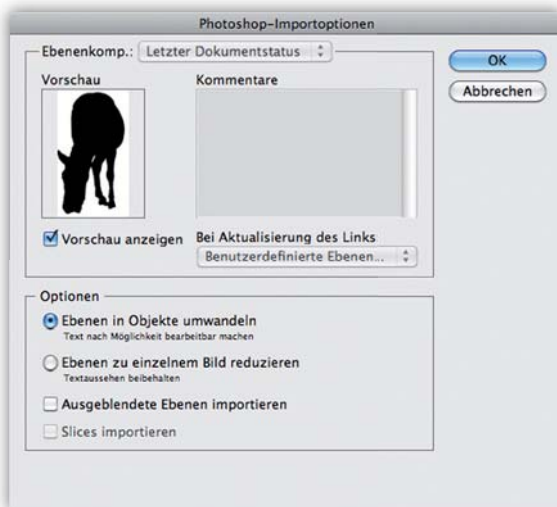 Photoshop-Importoptionen
Ebenenkomp.: Letzter Dokumentstatus
OK
Abbrechen
Vorschau
Kommentare
Vorschau anzeigen
Bei Aktualisierung des Links
Benutzerdefinierte Ebenen...
Optionen
Ebenen in Objekte umwandeln
Text nach Möglichkeit bearbeitbar machen
Ebenen zu einzelnem Bild reduzieren
Textaussehen beibehalten
Ausgeblendete Ebenen importieren
Slices importieren